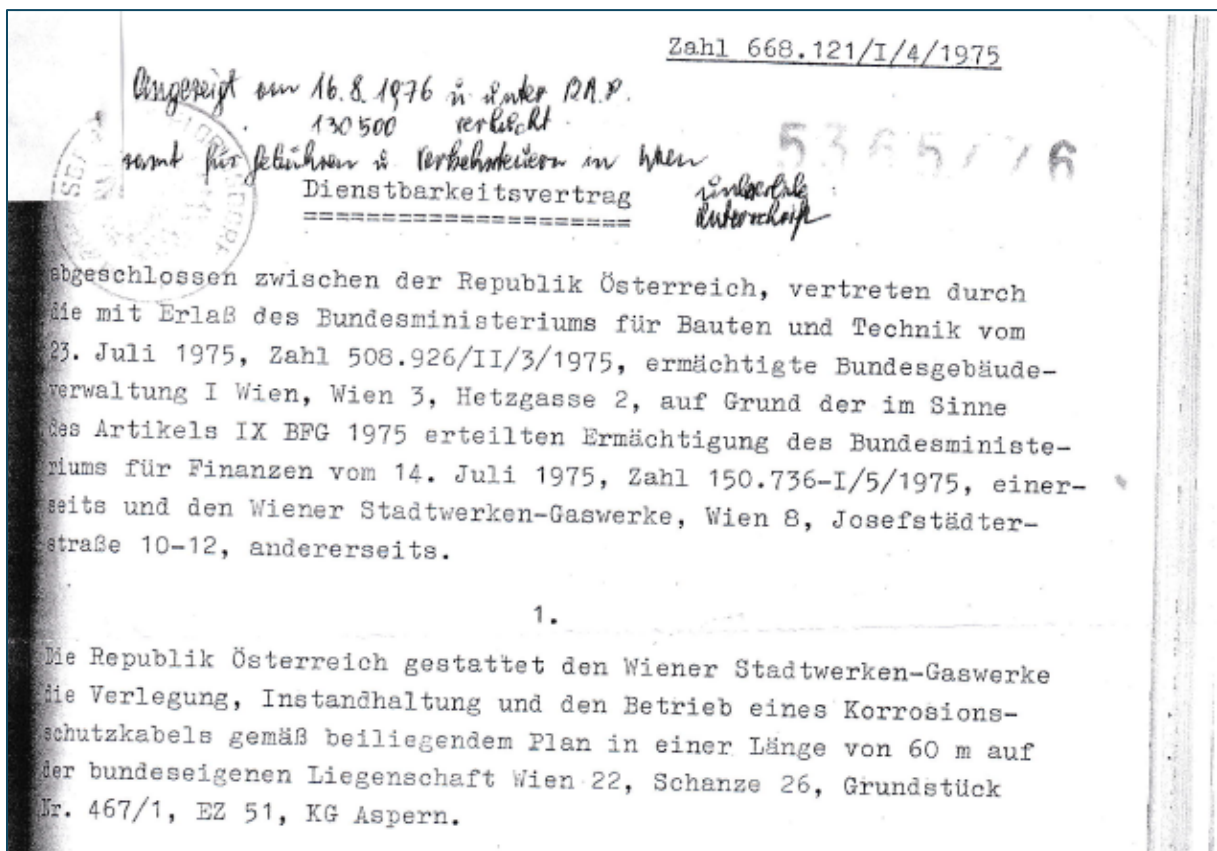 Zahl 668.121/I/4/1975
Angezeigt am 16.8.1976 u unter B.R.P.
130500
amt für Gebühren u Verkehrsteuern in Wien
5365776
Dienstbarkeitsvertrag
=====================
unleserliche
Unterschrift
abgeschlossen zwischen der Republik Österreich, vertreten durch
die mit Erlaß des Bundesministeriums für Bauten und Technik vom
23. Juli 1975, Zahl 508.926/II/3/1975, ermächtigte Bundesgebäude-
verwaltung I Wien, Wien 3, Hetzgasse 2, auf Grund der im Sinne
des Artikels IX BFG 1975 erteilten Ermächtigung des Bundesministe-
riums für Finanzen vom 14. Juli 1975, Zahl 150.736-I/5/1975, einer-
seits und den Wiener Stadtwerken-Gaswerke, Wien 8, Josefstädter-
straße 10-12, andererseits.
1.
Die Republik Österreich gestattet den Wiener Stadtwerken-Gaswerke
die Verlegung, Instandhaltung und den Betrieb eines Korrosions-
schutzkabels gemäß beiliegendem Plan in einer Länge von 60 m auf
der bundeseigenen Liegenschaft Wien 22, Schanze 26, Grundstück
Nr. 467/1, EZ 51, KG Aspern.